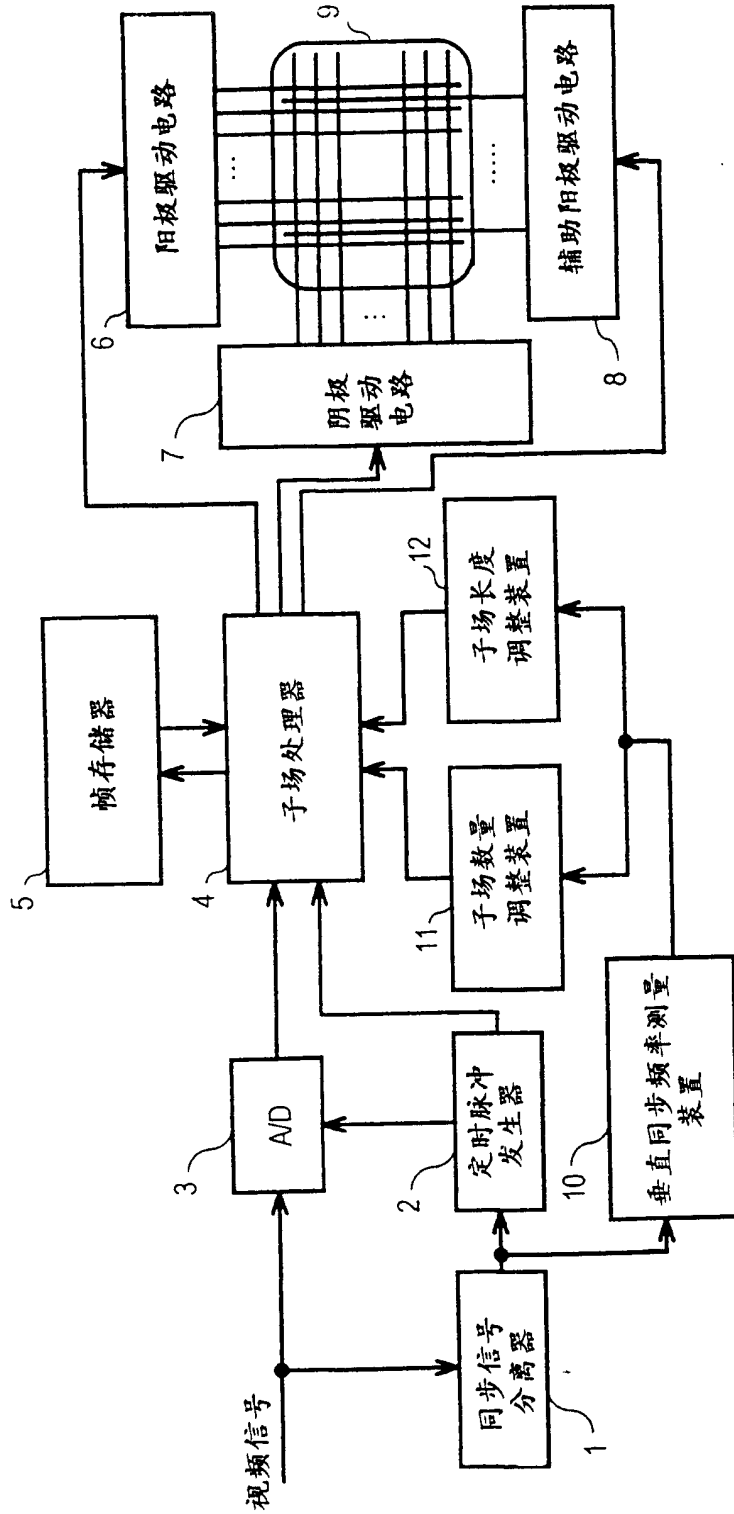 视频信号
同步信号
分离器
1
定时脉冲
发生器
2
A/D
3
子场处理器
4
帧存储器
5
阳极驱动电路
6
阴极
驱动
电路
7
辅助阳极驱动电路
8
9
垂直同步频率测量
装置
10
子场数量
调整装置
11
子场长度
调整装置
12